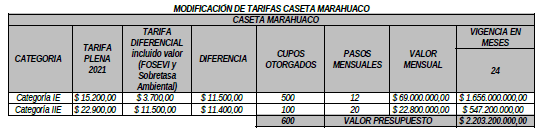 MODIFICACIÓN DE TARIFAS CASETA MARAHUACO
CASETA MARAHUACO
CATEGORIA TARIFA PLENA 2021 TARIFA DIFERENCIAL incluido valor (FOSEVI y Sobretasa Ambiental) DIFERENCIA CUPOS OTORGADOS PASOS MENSUALES VALOR MENSUAL VIGENCIA EN MESES 24
Categoria IE $ 15.200,00 $ 3.700,00 $ 11.500,00 500 12 $ 69.000.000,00 $ 1.656.000.000,00
Categoria IIE $ 22.900,00 $ 11.500,00 $ 11.400,00 100 20 $ 22.800.000,00 $ 547.200.000,00
600 VALOR PRESUPUESTO $ 2.203.200.000,00